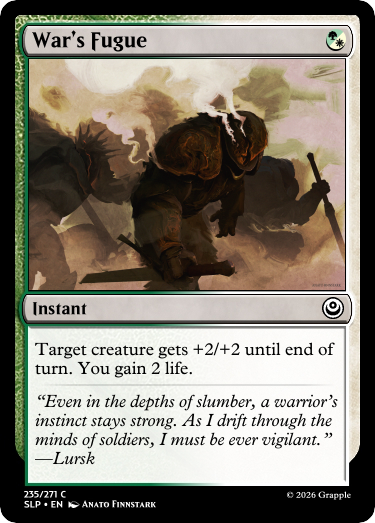 War's Fugue
Instant
Target creature gets +2/+2 until end of
turn. You gain 2 life.
“Even in the depths of slumber, a warrior's
instinct stays strong. As I drift through the
minds of soldiers, I must be ever vigilant.”
—Lursk
235/271 C
SLP • EN Anato Finnstark
© 2026 Grapple